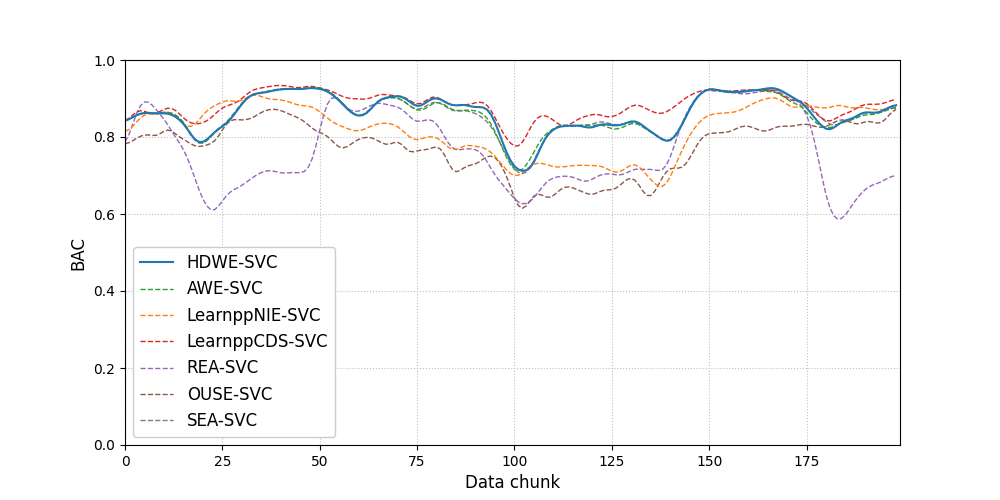 1.0
0.8
0.6
0.4
0.2
0.0
BAC
HDWE-SVC
AWE-SVC
LearnppNIE-SVC
LearnppCDS-SVC
REA-SVC
OUSE-SVC
SEA-SVC
0 25 50 75 100 125 150 175
Data chunk